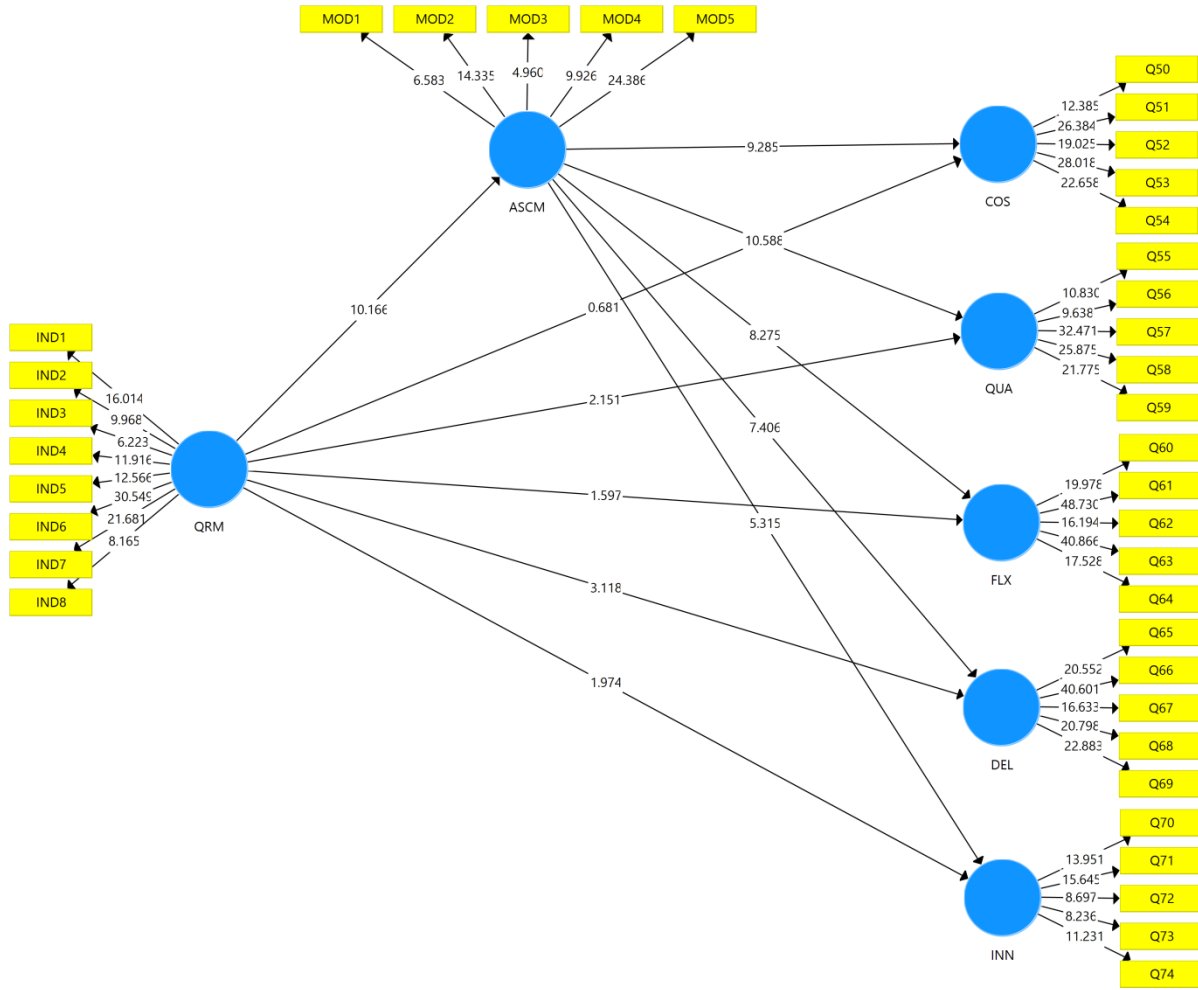 MOD1
MOD2
MOD3
MOD4
MOD5
6.583
14.335
4.960
9.926
24.386
ASCM
IND1
IND2
IND3
IND4
IND5
IND6
IND7
IND8
16.014
9.968
6.223
11.916
12.566
30.549
21.681
8.165
QRM
10.166
9.285
0.681
10.588
2.151
8.275
7.406
1.597
5.315
3.118
1.974
COS
12.385
26.384
19.025
28.018
22.658
Q50
Q51
Q52
Q53
Q54
QUA
10.830
9.638
32.471
25.875
21.775
Q55
Q56
Q57
Q58
Q59
FLX
19.978
48.730
16.194
40.866
17.528
Q60
Q61
Q62
Q63
Q64
DEL
20.552
40.601
16.633
20.798
22.883
Q65
Q66
Q67
Q68
Q69
INN
13.951
15.645
8.697
8.236
11.231
Q70
Q71
Q72
Q73
Q74